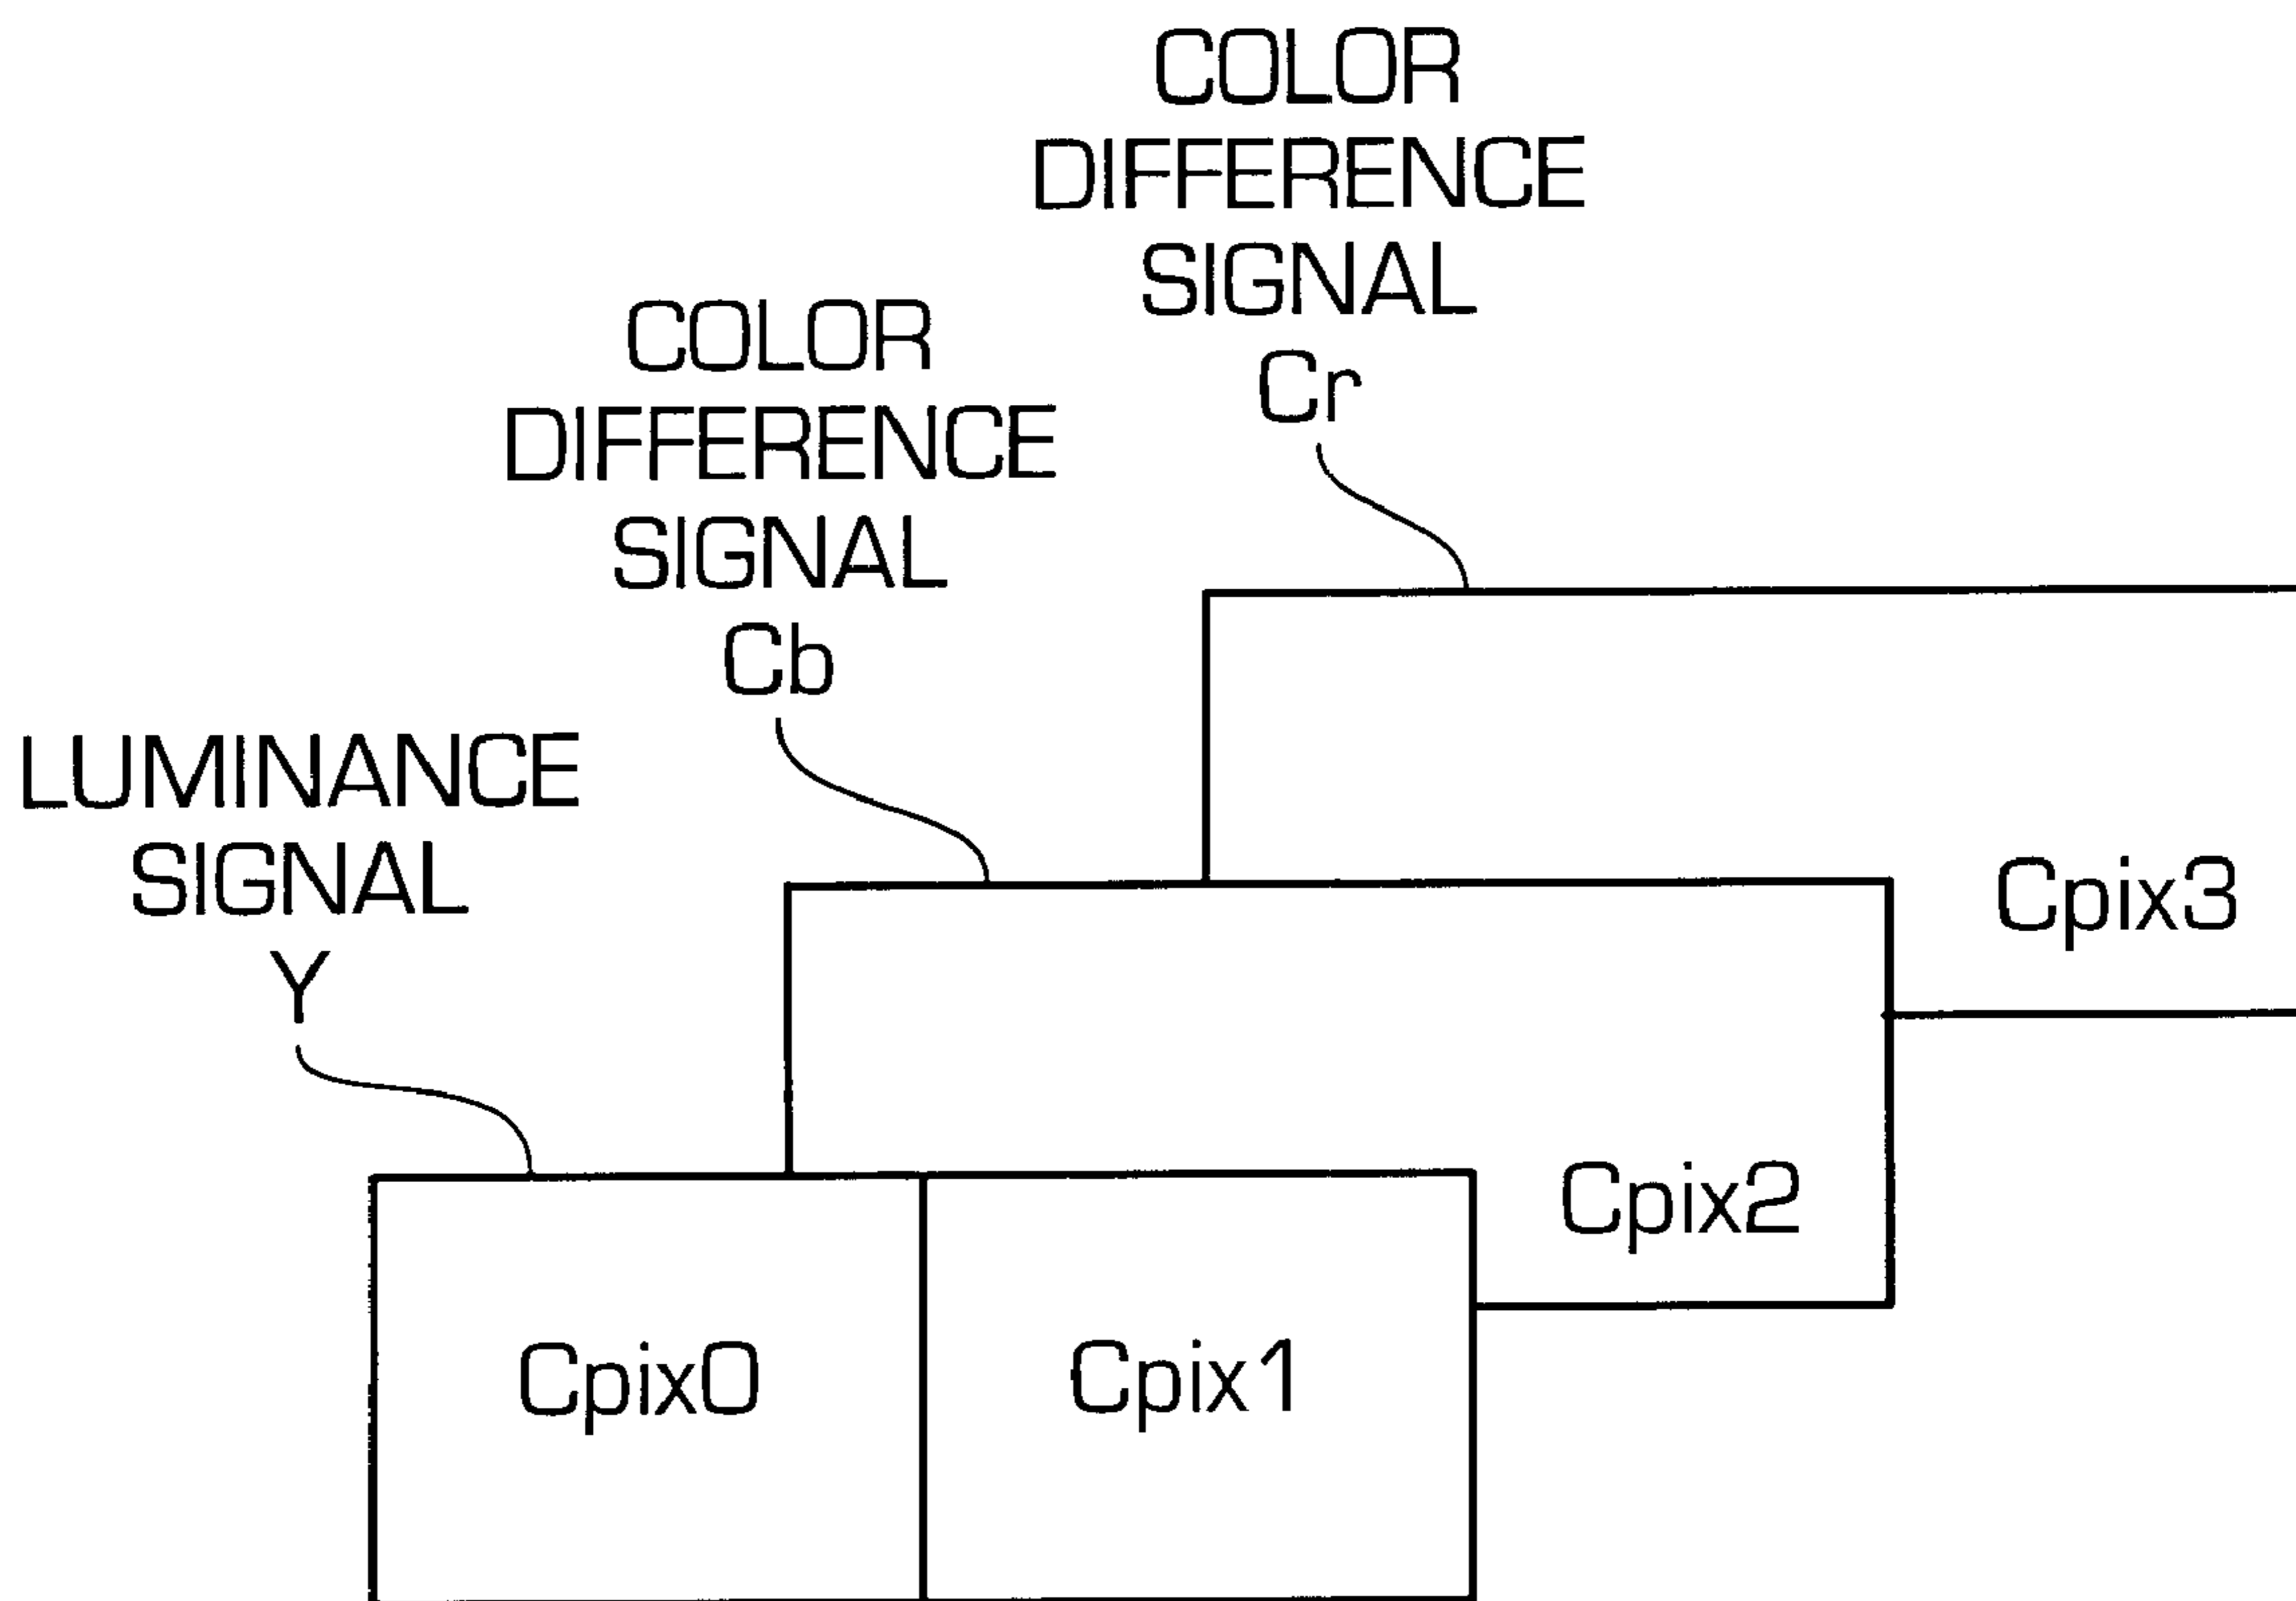 COLOR
DIFFERENCE
SIGNAL
Cr
COLOR
DIFFERENCE
SIGNAL
Cb
LUMINANCE
SIGNAL
Y
Cpix3
Cpix2
Cpix0
Cpix1